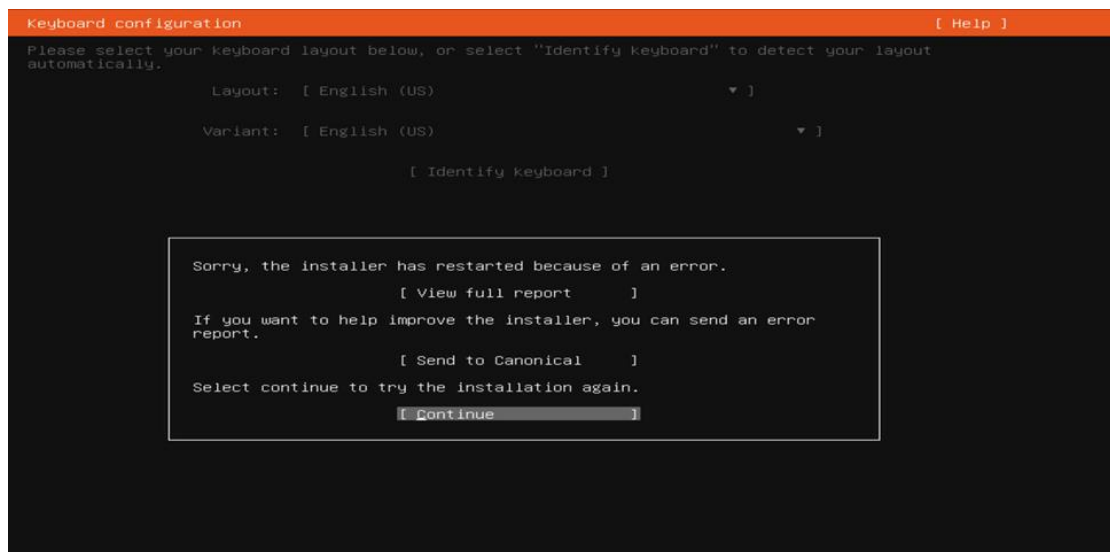 Keyboard configuration [ Help ]
Please select your keyboard layout below, or select "Identify keyboard" to detect your layout
automatically.
Layout: [ English (US) ▾ ]
Variant: [ English (US) ▾ ]
[ Identify keyboard ]
Sorry, the installer has restarted because of an error.
[ View full report ]
If you want to help improve the installer, you can send an error
report.
[ Send to Canonical ]
Select continue to try the installation again.
[ Continue ]